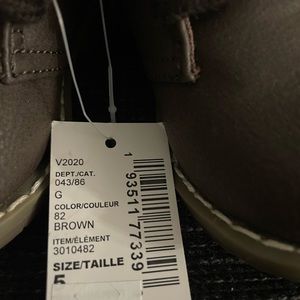 V2020
DEPT./CAT.
043/86
G
COLOR/COULEUR
82
BROWN
ITEM/ÉLÉMENT
3010482
SIZE/TAILLE
5
1 93511 77339